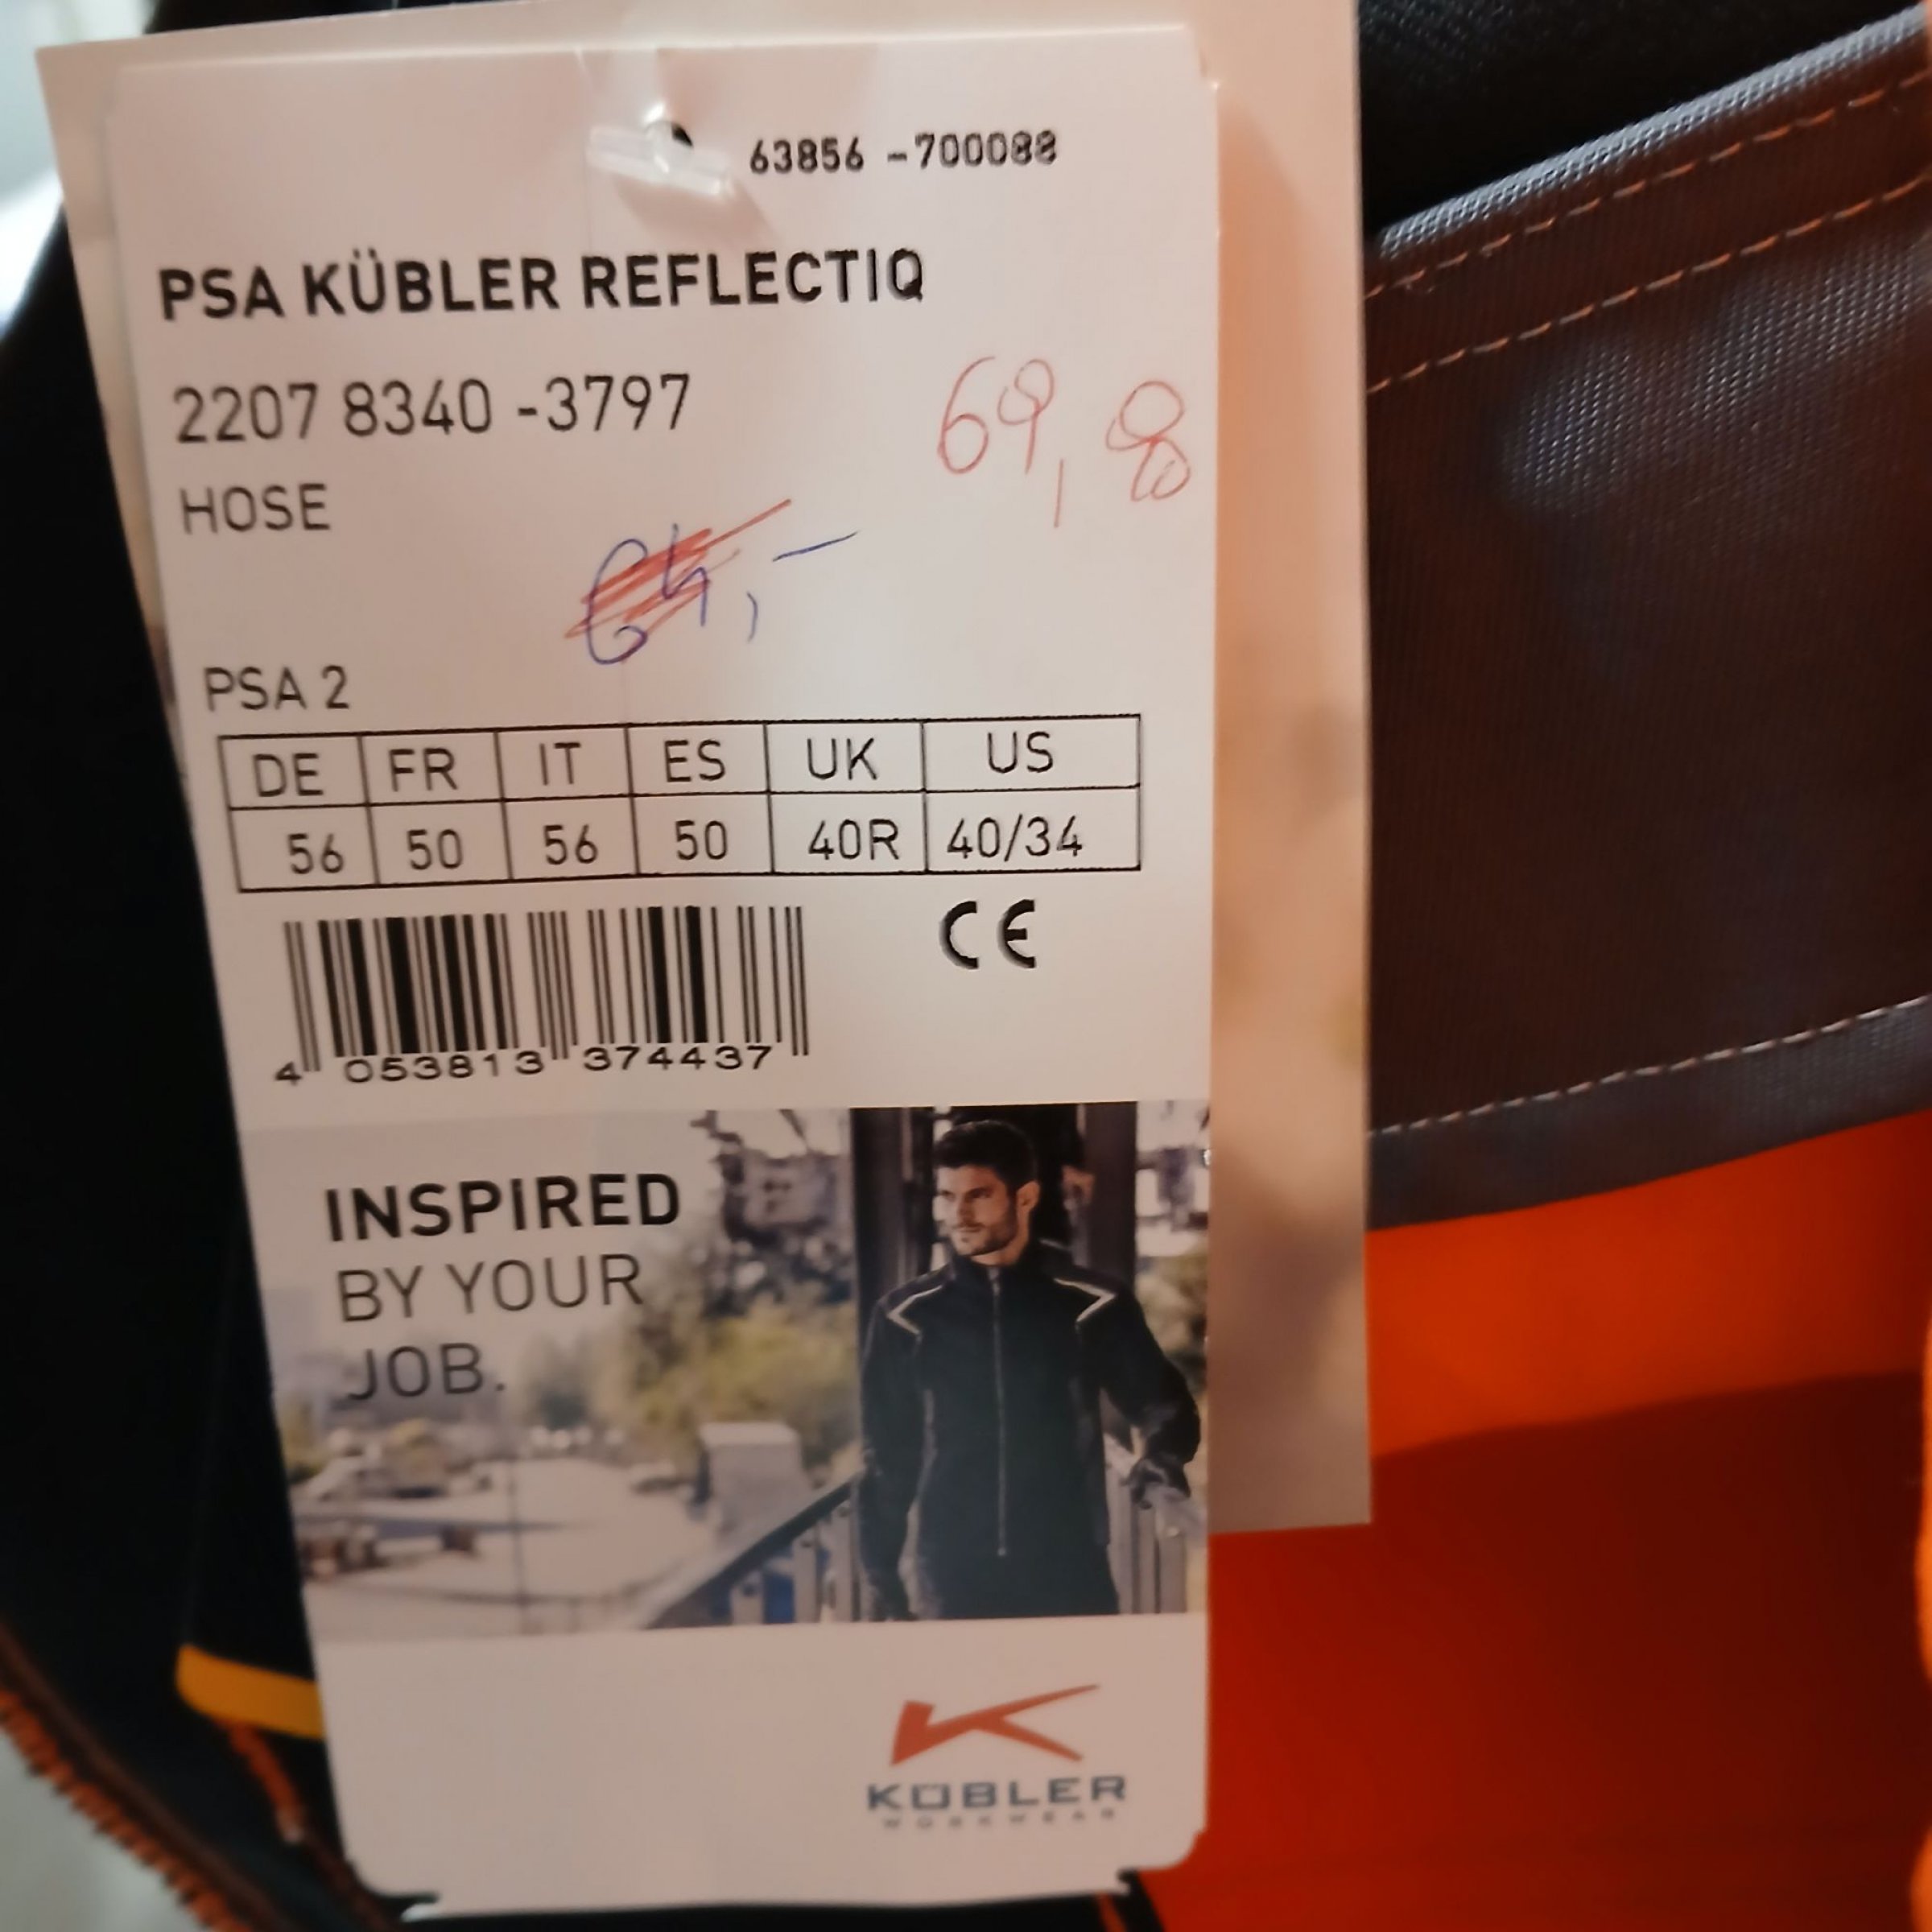 63856 -700088
PSA KÜBLER REFLECTIQ
2207 8340 -3797
69,
HOSE
64,-
PSA 2
DE FR IT ES UK US
56 50 56 50 40R 40/34
CE
4 053813 374437
INSPIRED
BY YOUR
JOB.
KÜBLER
WORKWEAR